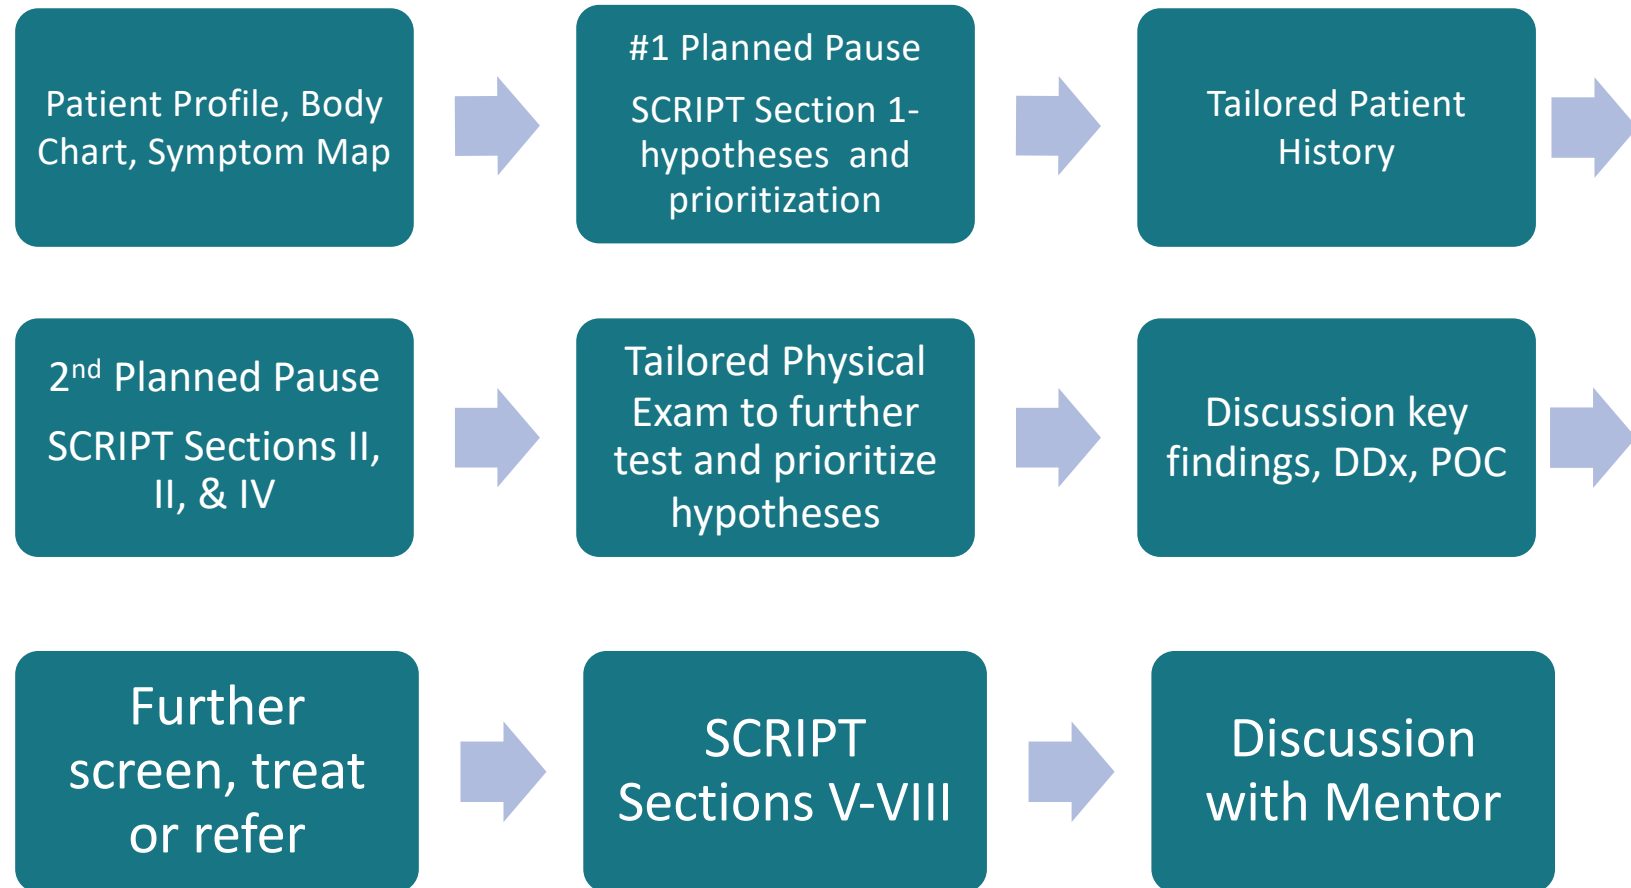 Patient Profile, Body
Chart, Symptom Map
#1 Planned Pause
SCRIPT Section 1-
hypotheses and
prioritization
Tailored Patient
History
2nd Planned Pause
SCRIPT Sections II,
II, & IV
Tailored Physical
Exam to further
test and prioritize
hypotheses
Discussion key
findings, DDx, POC
Further
screen, treat
or refer
SCRIPT
Sections V-VIII
Discussion
with Mentor